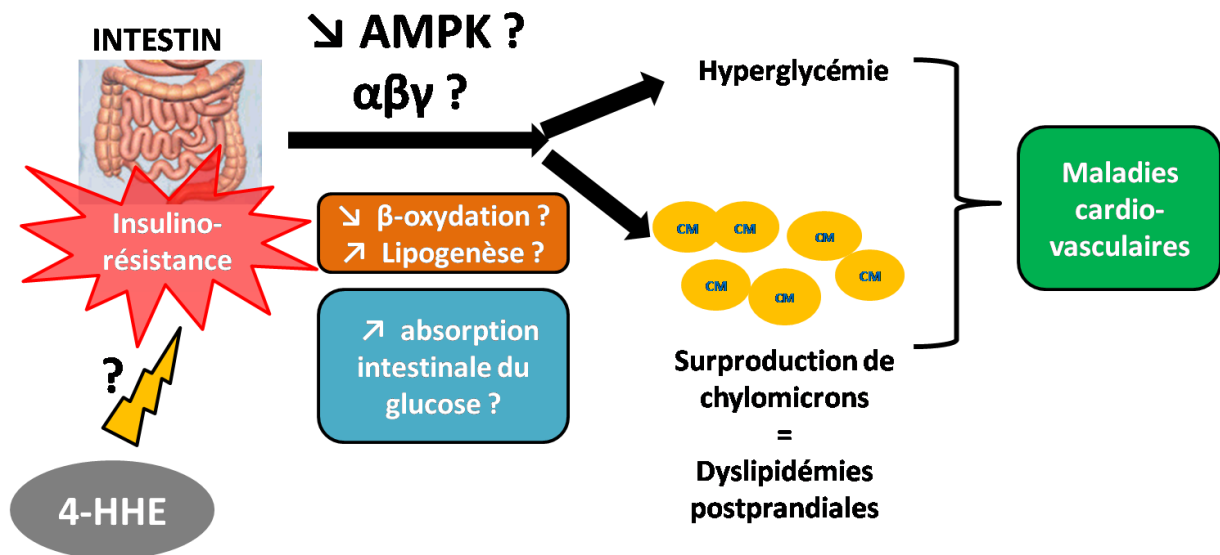 INTESTIN
↘ AMPK ?
αβγ ?
Insulino-
résistance
?
4-HHE
↘ β-oxydation ?
↗ Lipogenèse ?
↗ absorption
intestinale du
glucose ?
Hyperglycémie
CM
CM
CM
CM
CM
CM
Surproduction de
chylomicrons
=
Dyslipidémies
postprandiales
Maladies
cardio-
vasculaires